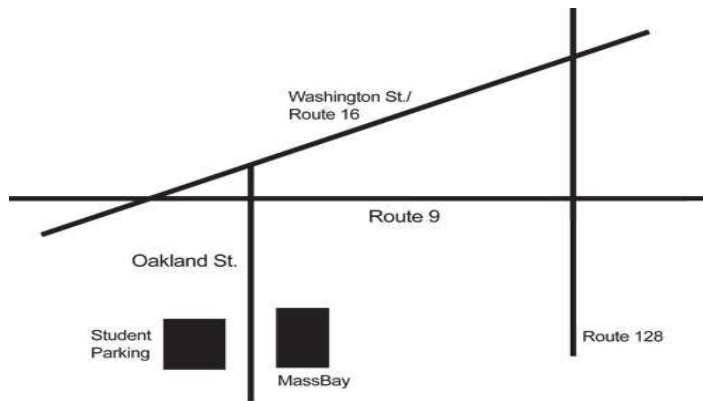 Washington St./
Route 16
Route 9
Oakland St.
Student
Parking
MassBay
Route 128